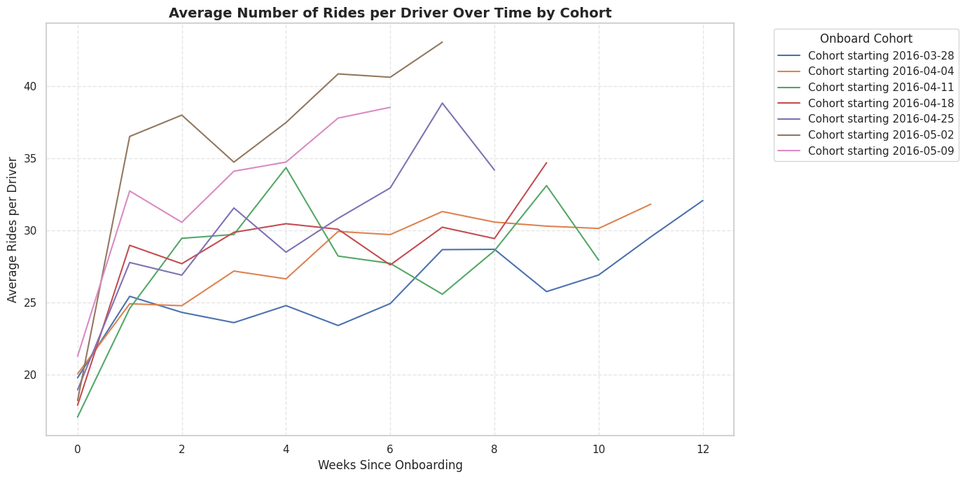 Average Number of Rides per Driver Over Time by Cohort
Onboard Cohort
Cohort starting 2016-03-28
Cohort starting 2016-04-04
Cohort starting 2016-04-11
Cohort starting 2016-04-18
Cohort starting 2016-04-25
Cohort starting 2016-05-02
Cohort starting 2016-05-09
Average Rides per Driver
40
35
30
25
20
0 2 4 6 8 10 12
Weeks Since Onboarding